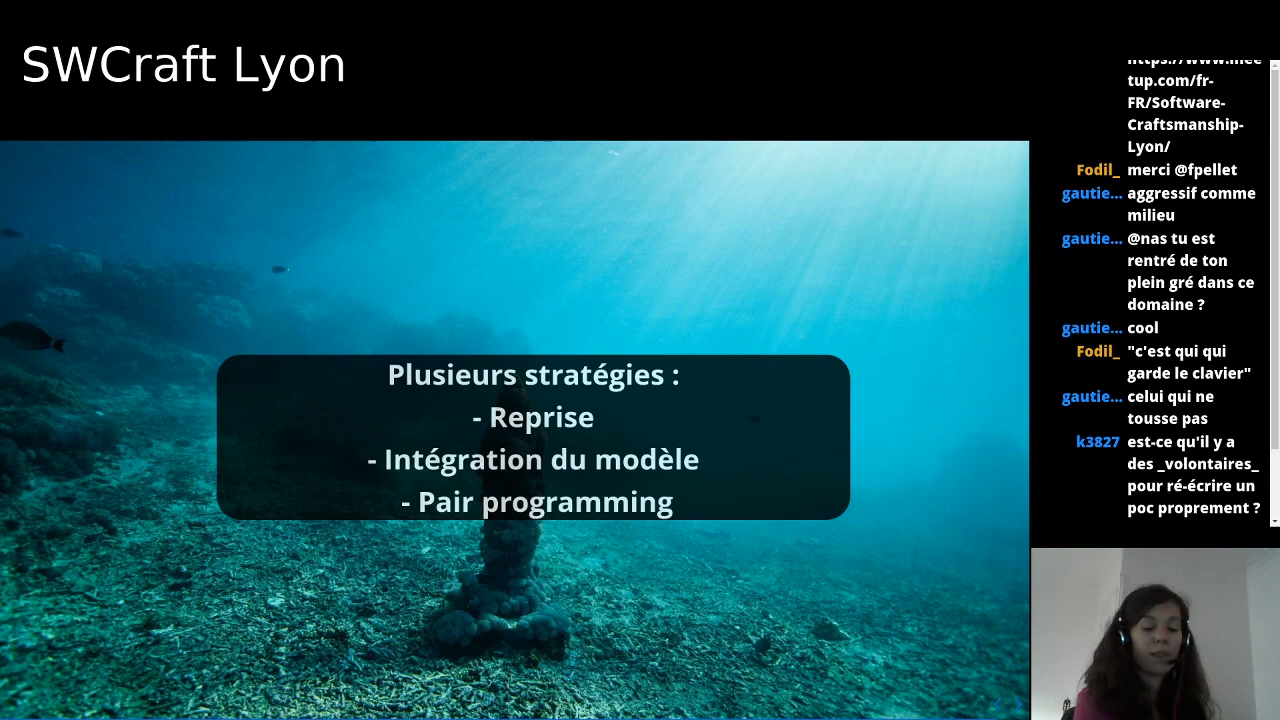 SWCraft Lyon
Plusieurs stratégies :
- Reprise
- Intégration du modèle
- Pair programming
https://www.mee
tup.com/fr-
FR/Software-
Craftsmanship-
Lyon/
Fodil_ merci @fpellet
gautie... aggressif comme
milieu
gautie... @nas tu est
rentré de ton
plein gré dans ce
domaine ?
gautie... cool
Fodil_ "c'est qui qui
garde le clavier"
gautie... celui qui ne
tousse pas
k3827 est-ce qu'il y a
des _volontaires_
pour ré-écrire un
poc proprement ?